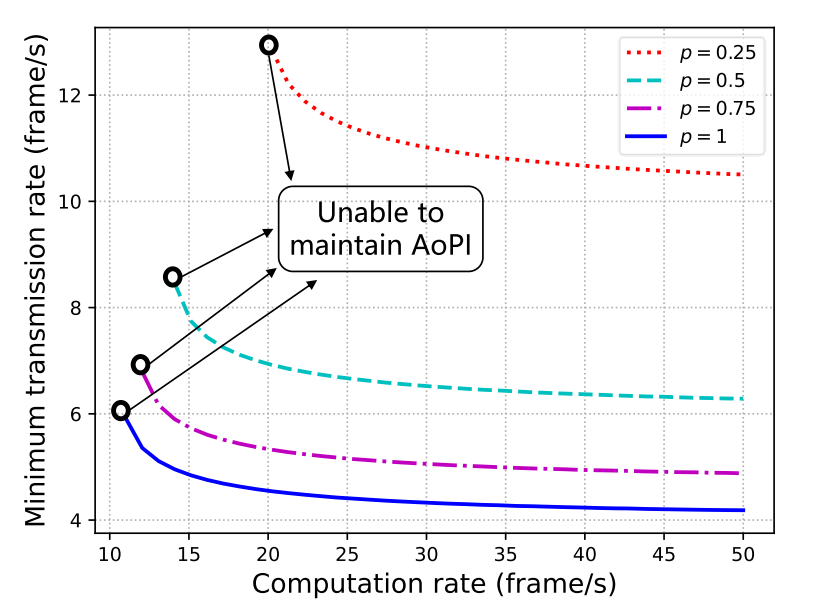 p = 0.25
p = 0.5
p = 0.75
p = 1
Unable to
maintain AoPI
Minimum transmission rate (frame/s)
12
10
8
6
4
10 15 20 25 30 35 40 45 50
Computation rate (frame/s)